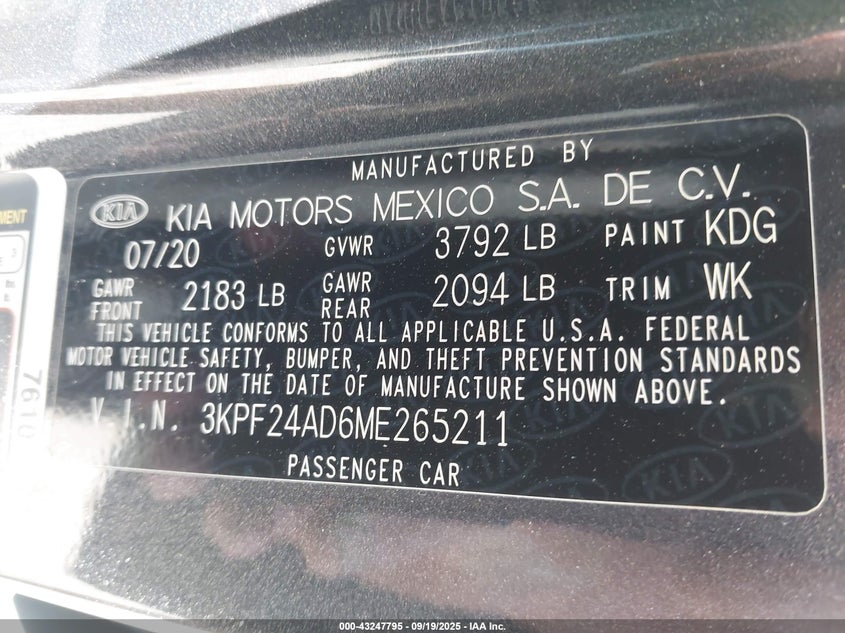 MANUFACTURED BY
KIA KIA MOTORS MEXICO S.A. DE C.V.
07/20 GVWR 3792 LB PAINT KDG
GAWR FRONT 2183 LB GAWR REAR 2094 LB TRIM WK
THIS VEHICLE CONFORMS TO ALL APPLICABLE U.S.A. FEDERAL
MOTOR VEHICLE SAFETY, BUMPER, AND THEFT PREVENTION STANDARDS
IN EFFECT ON THE DATE OF MANUFACTURE SHOWN ABOVE.
V.I.N. 3KPF24AD6ME265211
PASSENGER CAR
7610
000-43247795 - 09/19/2025 - IAA Inc.